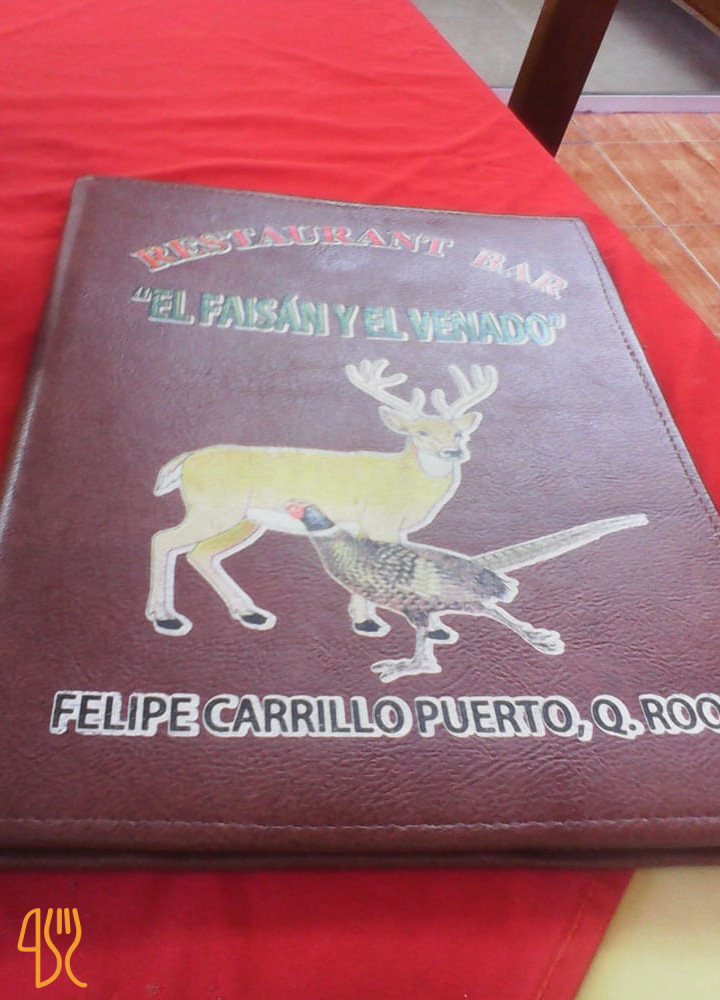 RESTAURANT BAR
"EL FAISÁN Y EL VENADO"
FELIPE CARRILLO PUERTO, Q. ROO